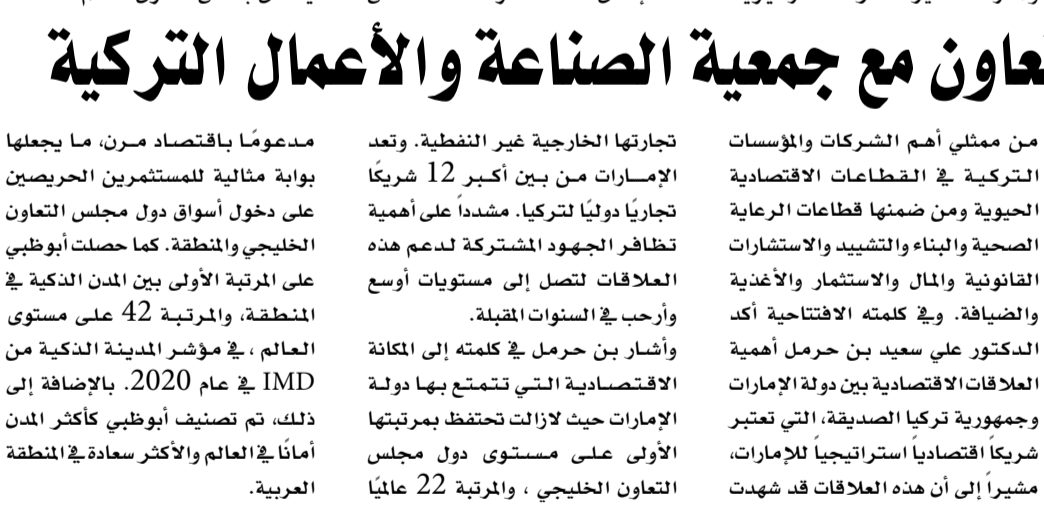 عاون مع جمعية الصناعة والأعمال التركية
من ممثلي أهم الشركات والمؤسسات
التركية في القطاعات الاقتصادية
الحيوية ومن ضمنها قطاعات الرعاية
الصحية والبناء والتشييد والاستشارات
القانونية والمال والاستثمار والأغذية
والضيافة. وفي كلمته الافتتاحية أكد
الدكتور علي سعيد بن حرمل أهمية
العلاقات الاقتصادية بين دولة الإمارات
وجمهورية تركيا الصديقة، التي تعتبر
شريكاً اقتصادياً استراتيجياً للإمارات،
مشيراً إلى أن هذه العلاقات قد شهدت
تجارتها الخارجية غير النفطية. وتعد
الإمارات من بين أكبر 12 شريكًا
تجاريًا دوليًا لتركيا. مشدداً على أهمية
تظافر الجهود المشتركة لدعم هذه
العلاقات لتصل إلى مستويات أوسع
وأرحب في السنوات المقبلة.
وأشار بن حرمل في كلمته إلى المكانة
الاقتصادية التي تتمتع بها دولة
الإمارات حيث لازالت تحتفظ بمرتبتها
الأولى على مستوى دول مجلس
التعاون الخليجي ، والمرتبة 22 عالميًا
مدعومًا باقتصاد مرن، ما يجعلها
بوابة مثالية للمستثمرين الحريصين
على دخول أسواق دول مجلس التعاون
الخليجي والمنطقة. كما حصلت أبوظبي
على المرتبة الأولى بين المدن الذكية في
المنطقة، والمرتبة 42 على مستوى
العالم ، في مؤشر المدينة الذكية من
IMD في عام 2020. بالإضافة إلى
ذلك، تم تصنيف أبوظبي كأكثر المدن
أمانًا في العالم والأكثر سعادة في المنطقة
العربية.